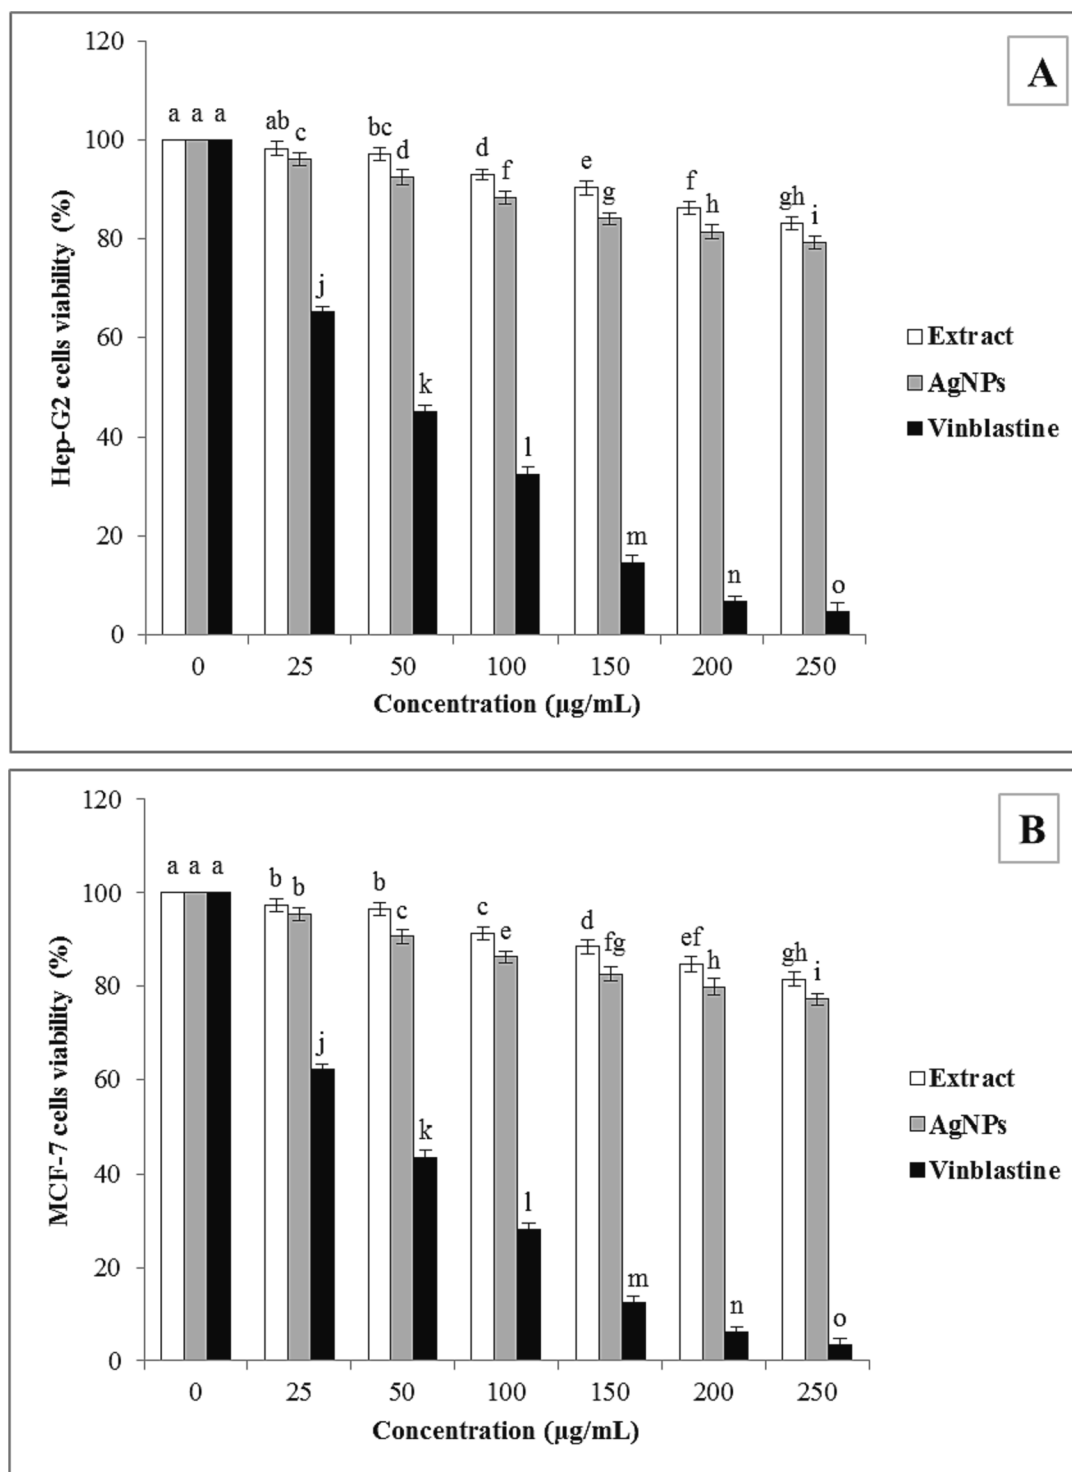 A
120
100
80
60
40
20
0
Hep-G2 cells viability (%)
a a a
ab c j
bc d k
d f l
e g m
f h n
gh i o
0 25 50 100 150 200 250
Concentration (µg/mL)
Extract
AgNPs
Vinblastine
B
120
100
80
60
40
20
0
MCF-7 cells viability (%)
a a a
b b j
b c k
c e l
d fg m
ef h n
gh i o
0 25 50 100 150 200 250
Concentration (µg/mL)
Extract
AgNPs
Vinblastine